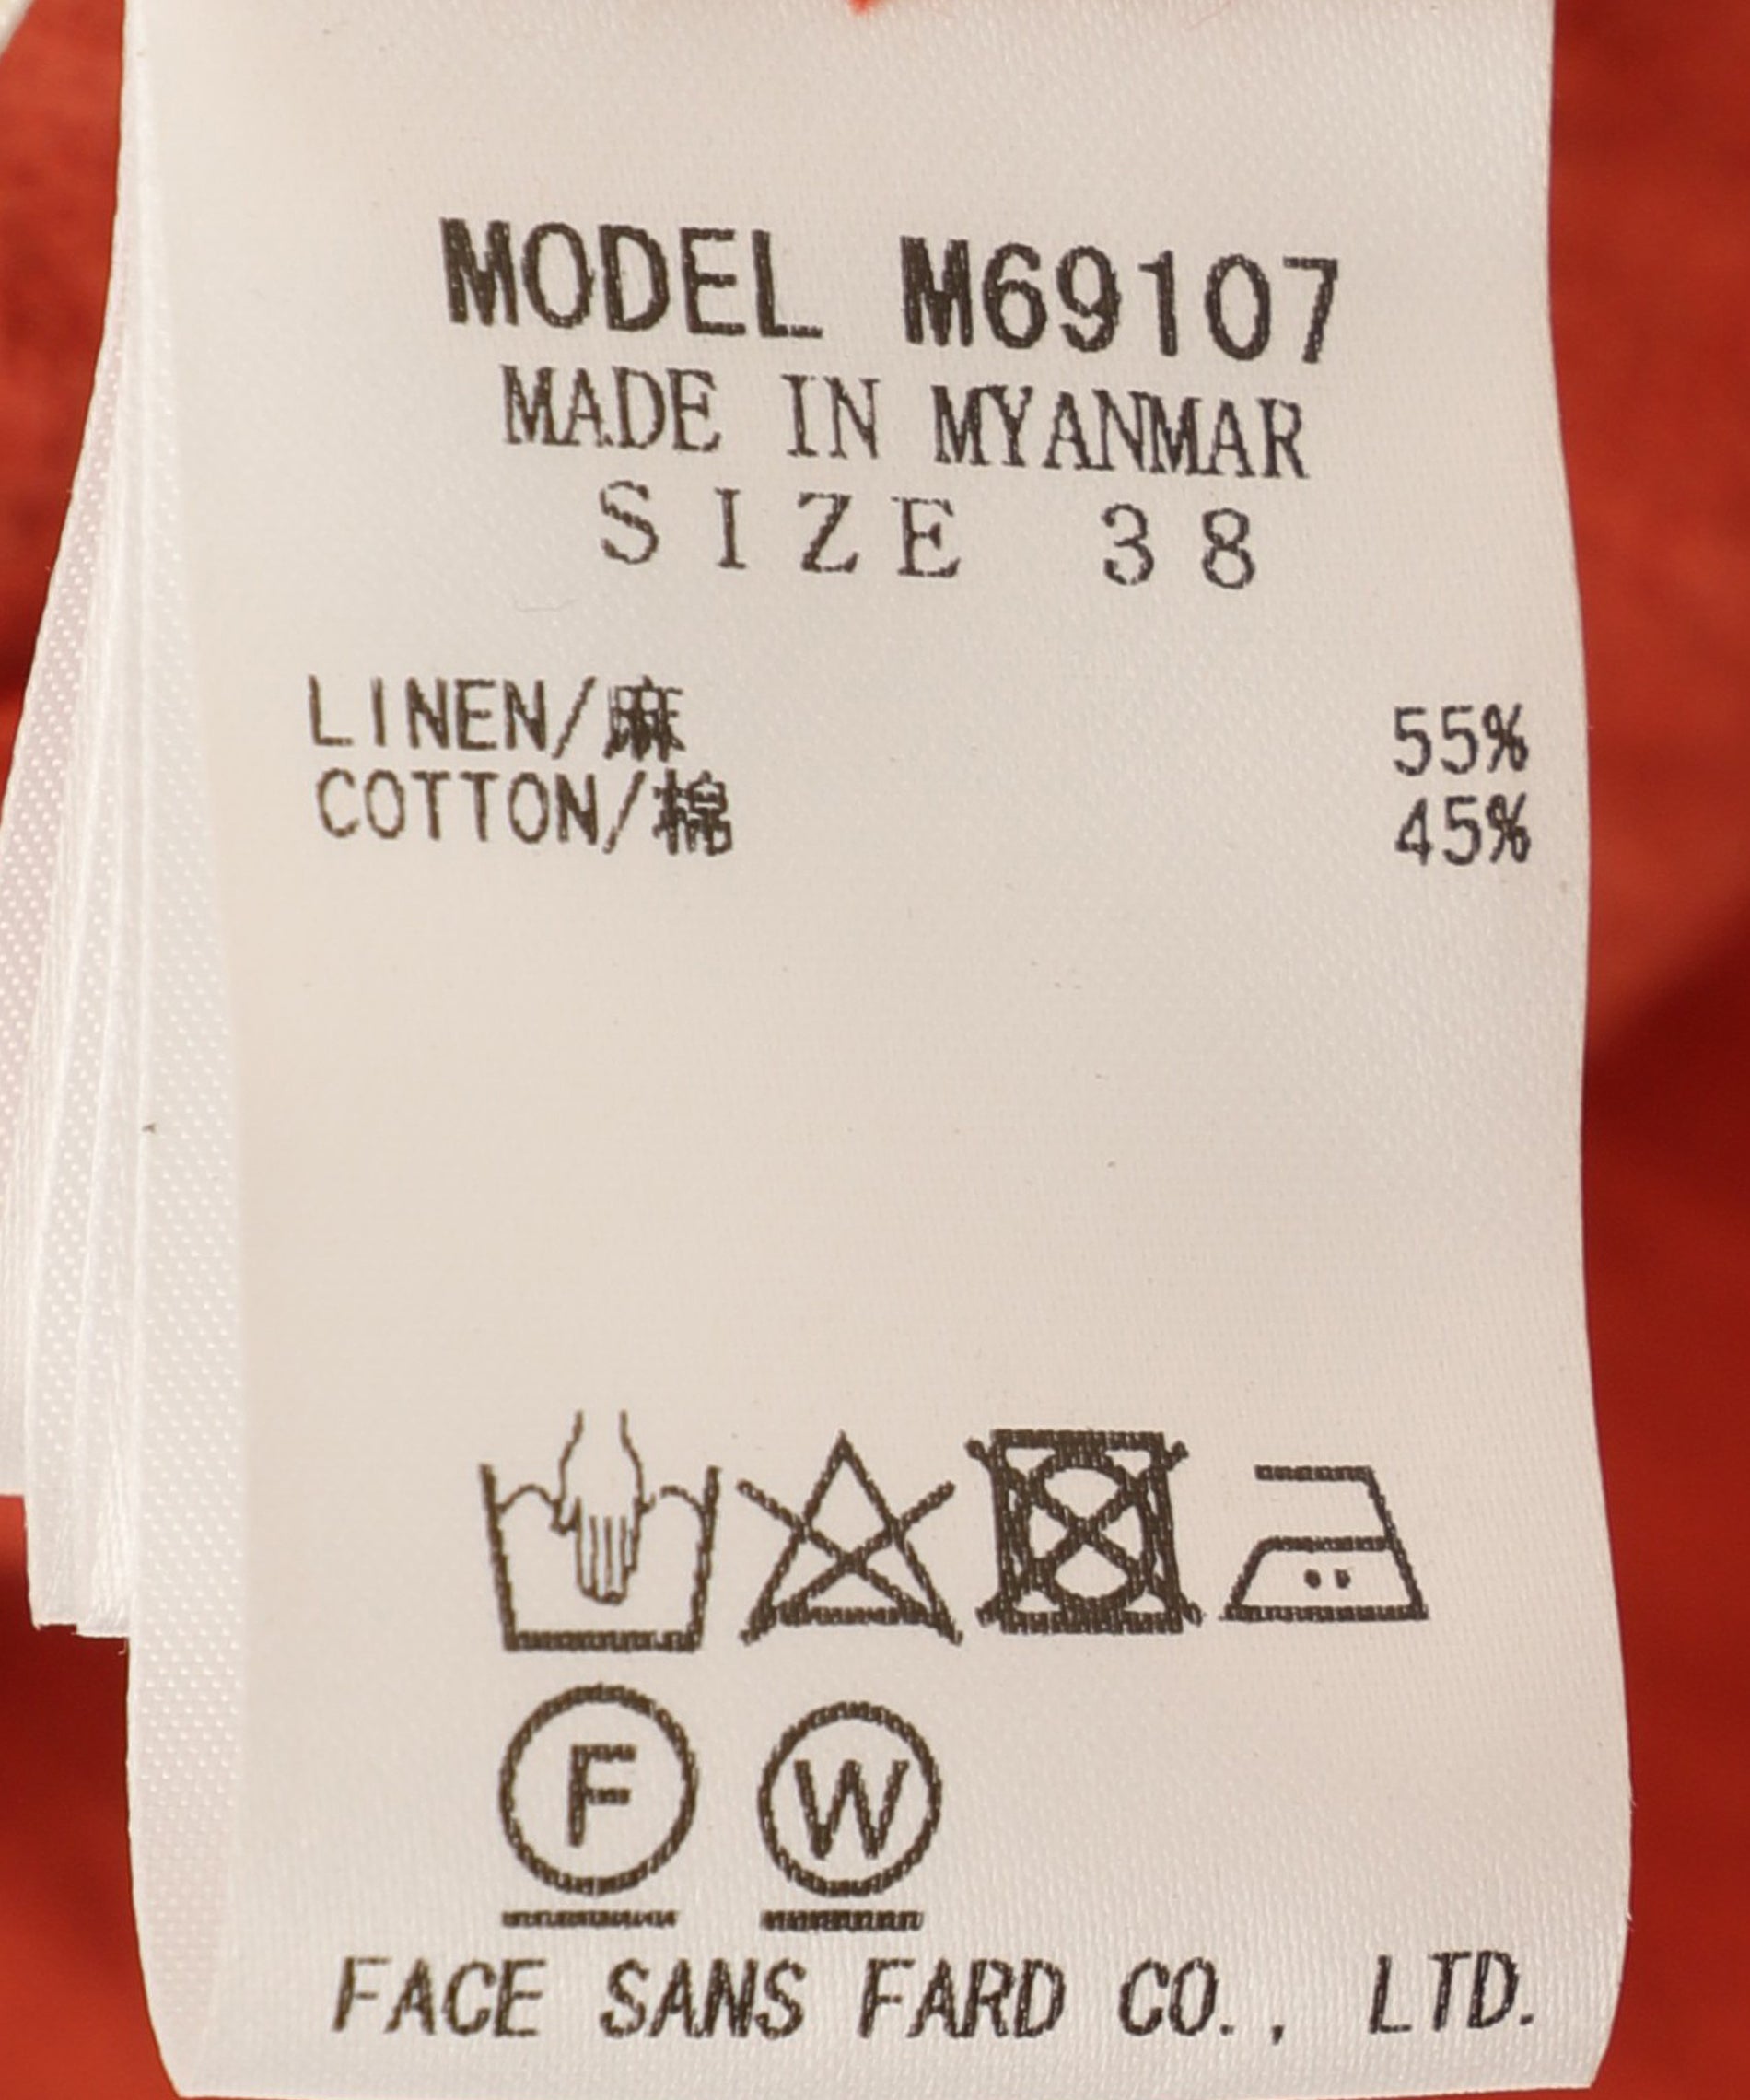 MODEL M69107
MADE IN MYANMAR
SIZE 38
LINEN/麻 55%
COTTON/棉 45%
F W
FACE SANS FARD CO., LTD.